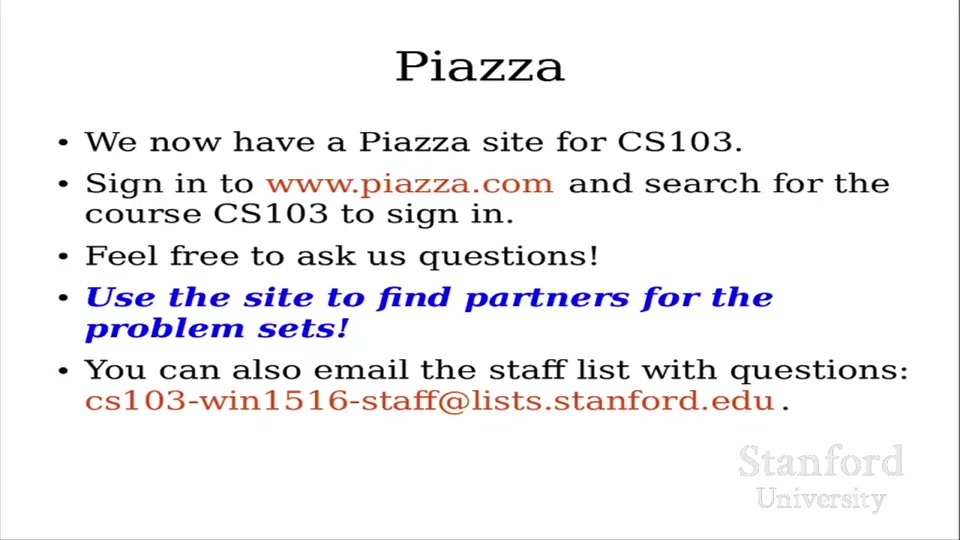 Piazza
• We now have a Piazza site for CS103.
• Sign in to www.piazza.com and search for the
course CS103 to sign in.
• Feel free to ask us questions!
• Use the site to find partners for the
problem sets!
• You can also email the staff list with questions:
cs103-win1516-staff@lists.stanford.edu .
Stanford
University